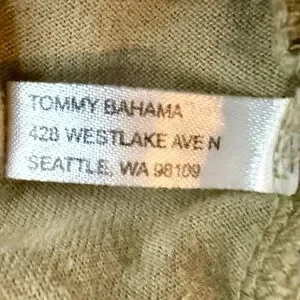 TOMMY BAHAMA
428 WESTLAKE AVE N
SEATTLE, WA 98109